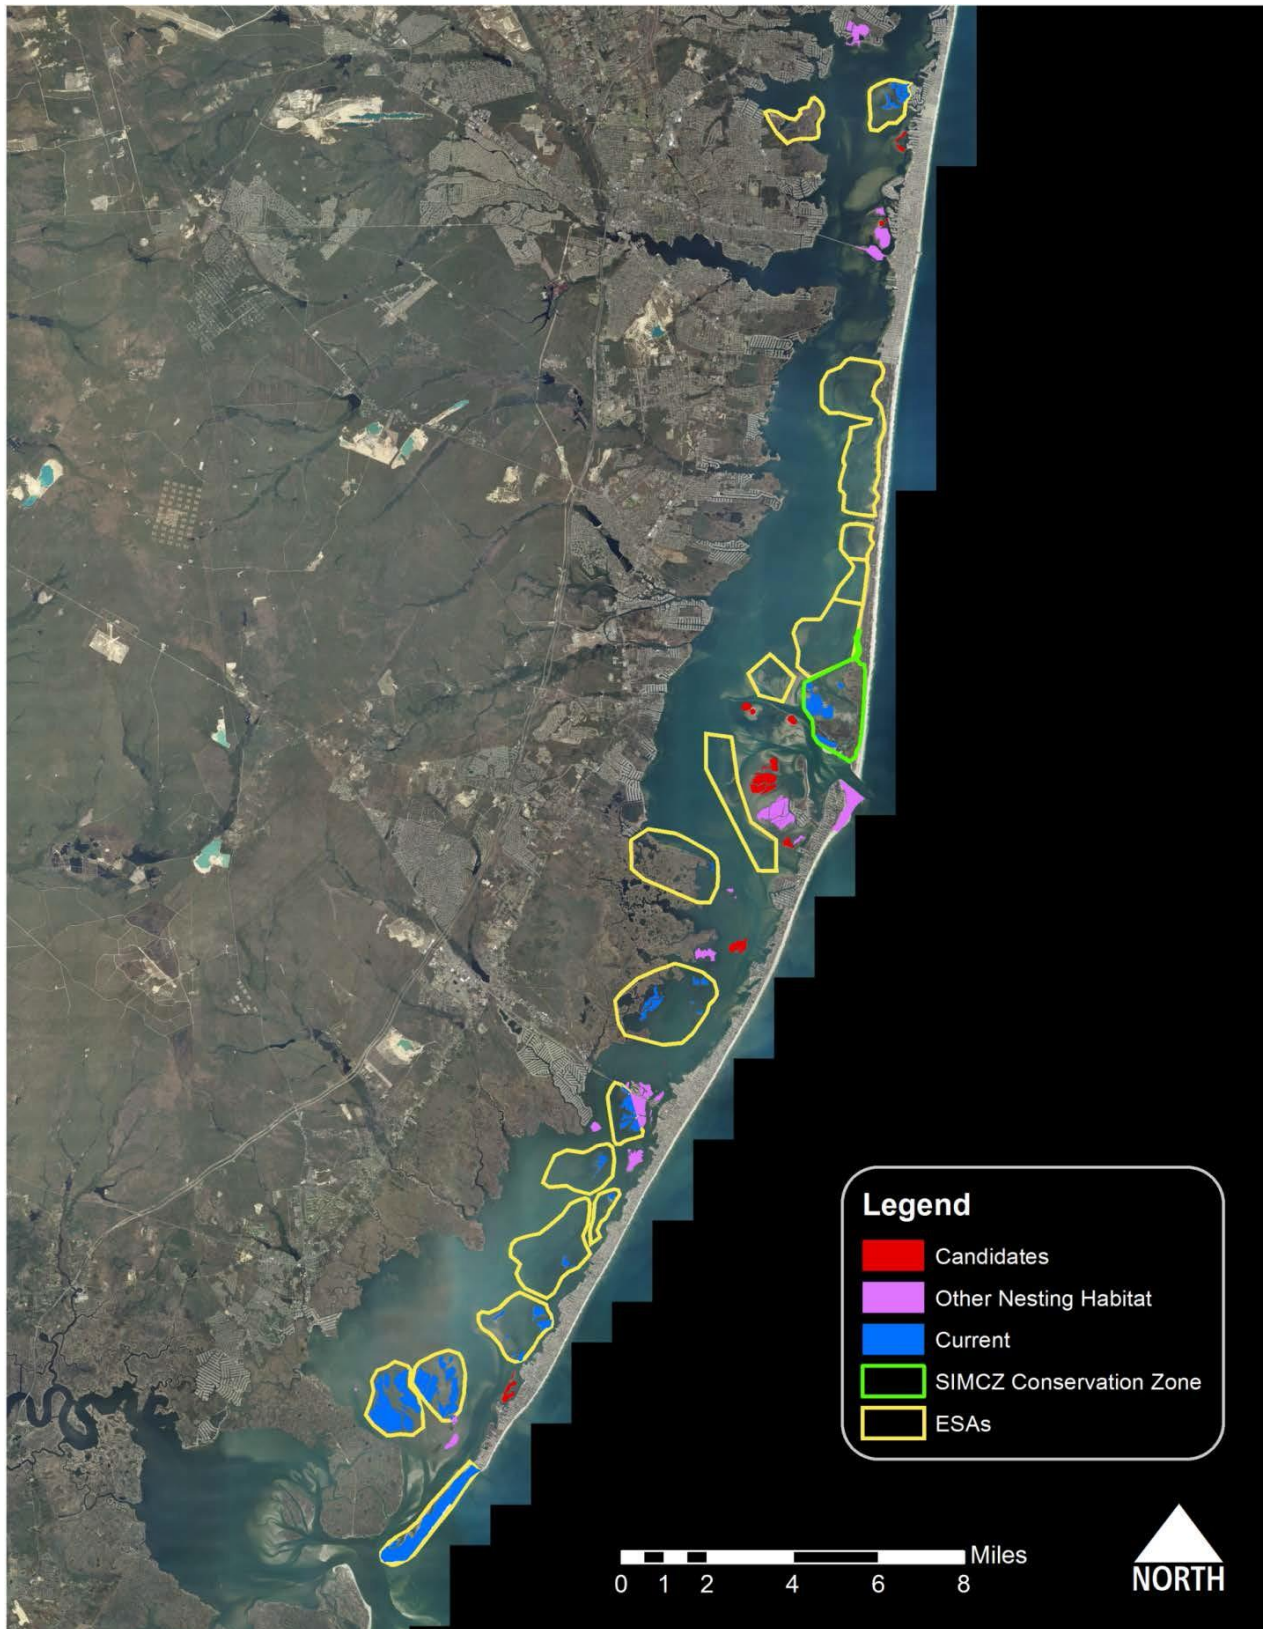 Legend
Candidates
Other Nesting Habitat
Current
SIMCZ Conservation Zone
ESAs
Miles
0 1 2 4 6 8
NORTH